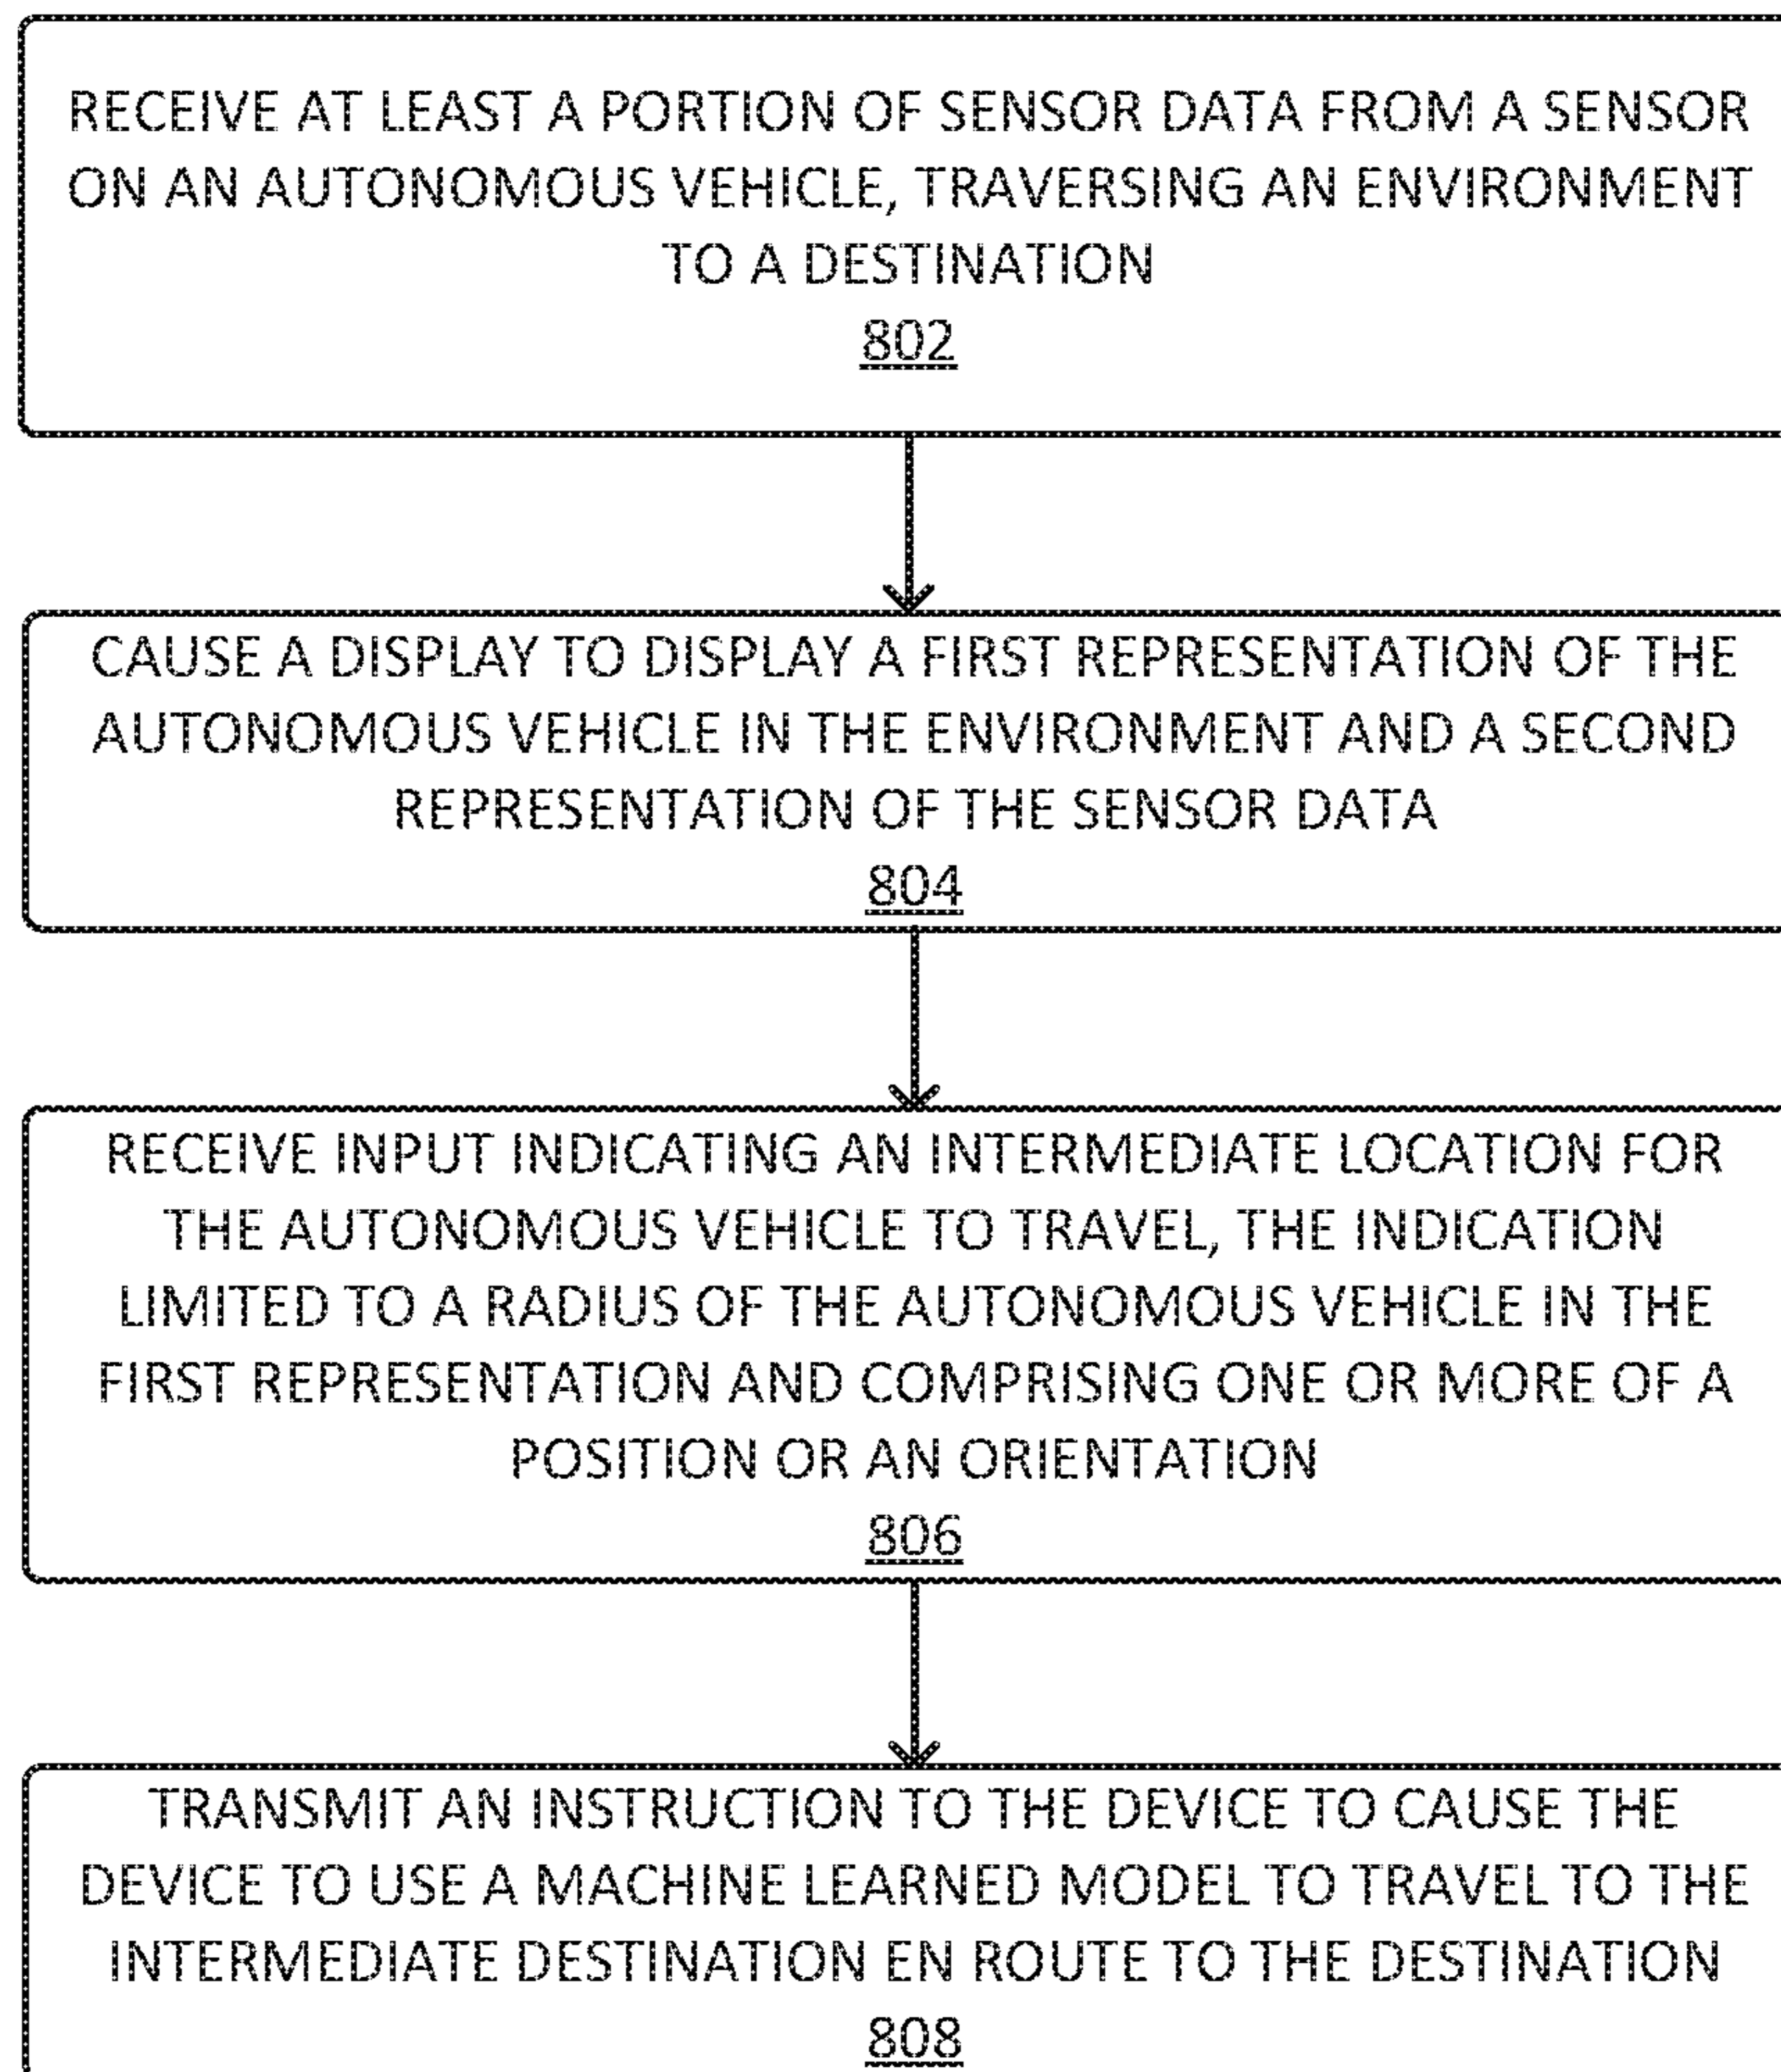 RECEIVE AT LEAST A PORTION OF SENSOR DATA FROM A SENSOR
ON AN AUTONOMOUS VEHICLE, TRAVERSING AN ENVIRONMENT
TO A DESTINATION
802
CAUSE A DISPLAY TO DISPLAY A FIRST REPRESENTATION OF THE
AUTONOMOUS VEHICLE IN THE ENVIRONMENT AND A SECOND
REPRESENTATION OF THE SENSOR DATA
804
RECEIVE INPUT INDICATING AN INTERMEDIATE LOCATION FOR
THE AUTONOMOUS VEHICLE TO TRAVEL, THE INDICATION
LIMITED TO A RADIUS OF THE AUTONOMOUS VEHICLE IN THE
FIRST REPRESENTATION AND COMPRISING ONE OR MORE OF A
POSITION OR AN ORIENTATION
806
TRANSMIT AN INSTRUCTION TO THE DEVICE TO CAUSE THE
DEVICE TO USE A MACHINE LEARNED MODEL TO TRAVEL TO THE
INTERMEDIATE DESTINATION EN ROUTE TO THE DESTINATION
808